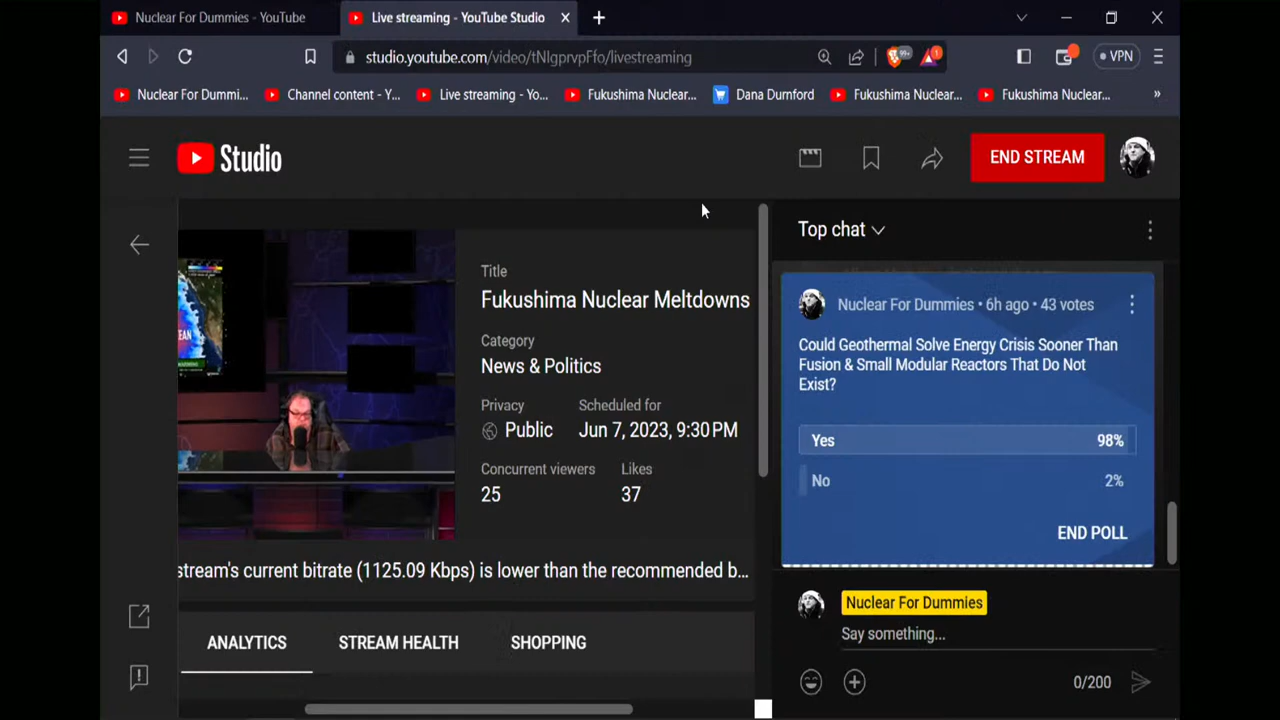 Nuclear For Dummies - YouTube
Live streaming - YouTube Studio
studio.youtube.com/video/tNIgprvpFfo/livestreaming
99+
1
VPN
Nuclear For Dummi...
Channel content - Y...
Live streaming - Yo...
Fukushima Nuclear...
Dana Durnford
Fukushima Nuclear...
Fukushima Nuclear...
»
Studio
END STREAM
Title
Fukushima Nuclear Meltdowns
Category
News & Politics
Privacy
Public
Scheduled for
Jun 7, 2023, 9:30 PM
Concurrent viewers
25
Likes
37
stream's current bitrate (1125.09 Kbps) is lower than the recommended b...
ANALYTICS
STREAM HEALTH
SHOPPING
Top chat
Nuclear For Dummies • 6h ago • 43 votes
Could Geothermal Solve Energy Crisis Sooner Than
Fusion & Small Modular Reactors That Do Not
Exist?
Yes 98%
No 2%
END POLL
Nuclear For Dummies
Say something...
0/200